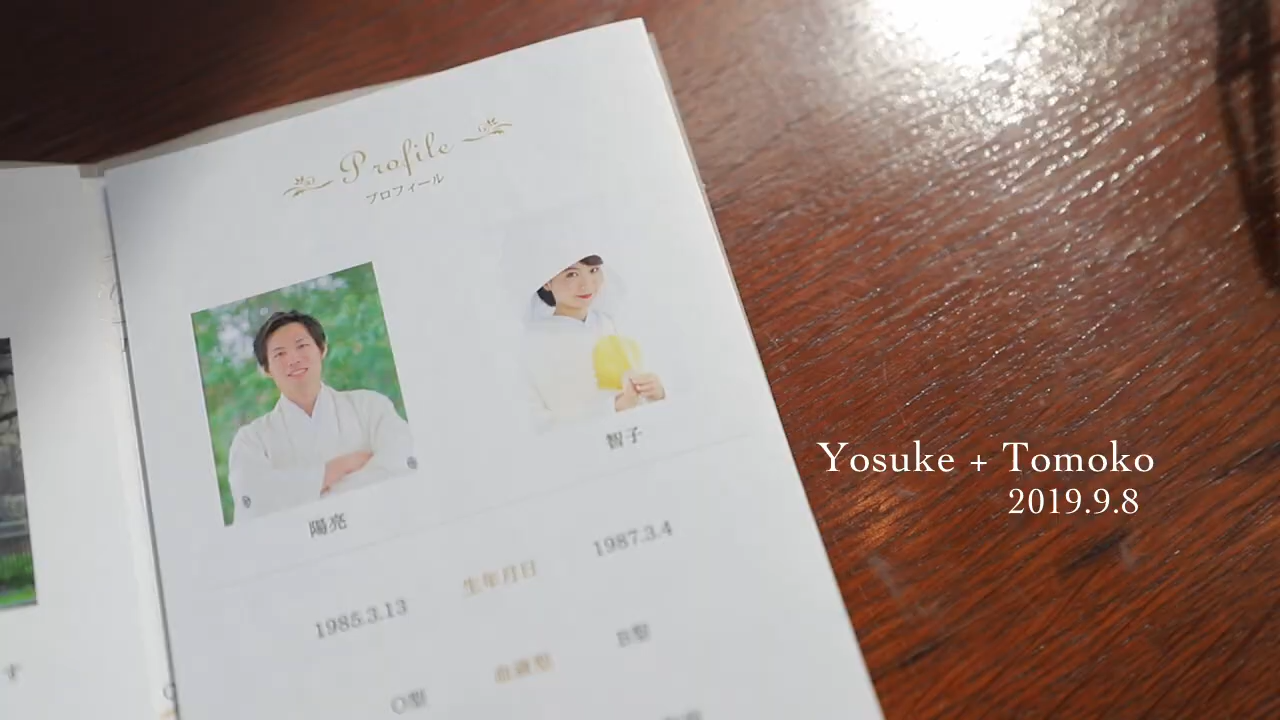 Profile
プロフィール
陽亮
智子
1985.3.13
生年月日
1987.3.4
O型
血液型
B型
す
Yosuke + Tomoko
2019.9.8